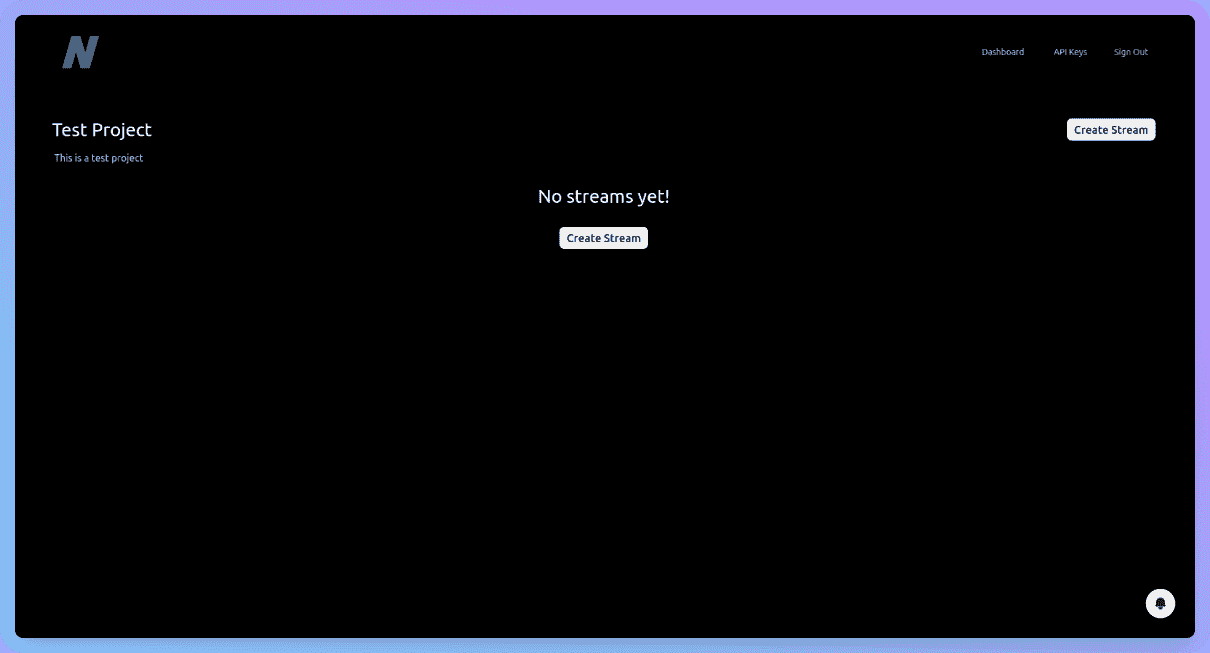 N
Dashboard API Keys Sign Out
Test Project
Create Stream
This is a test project
No streams yet!
Create Stream